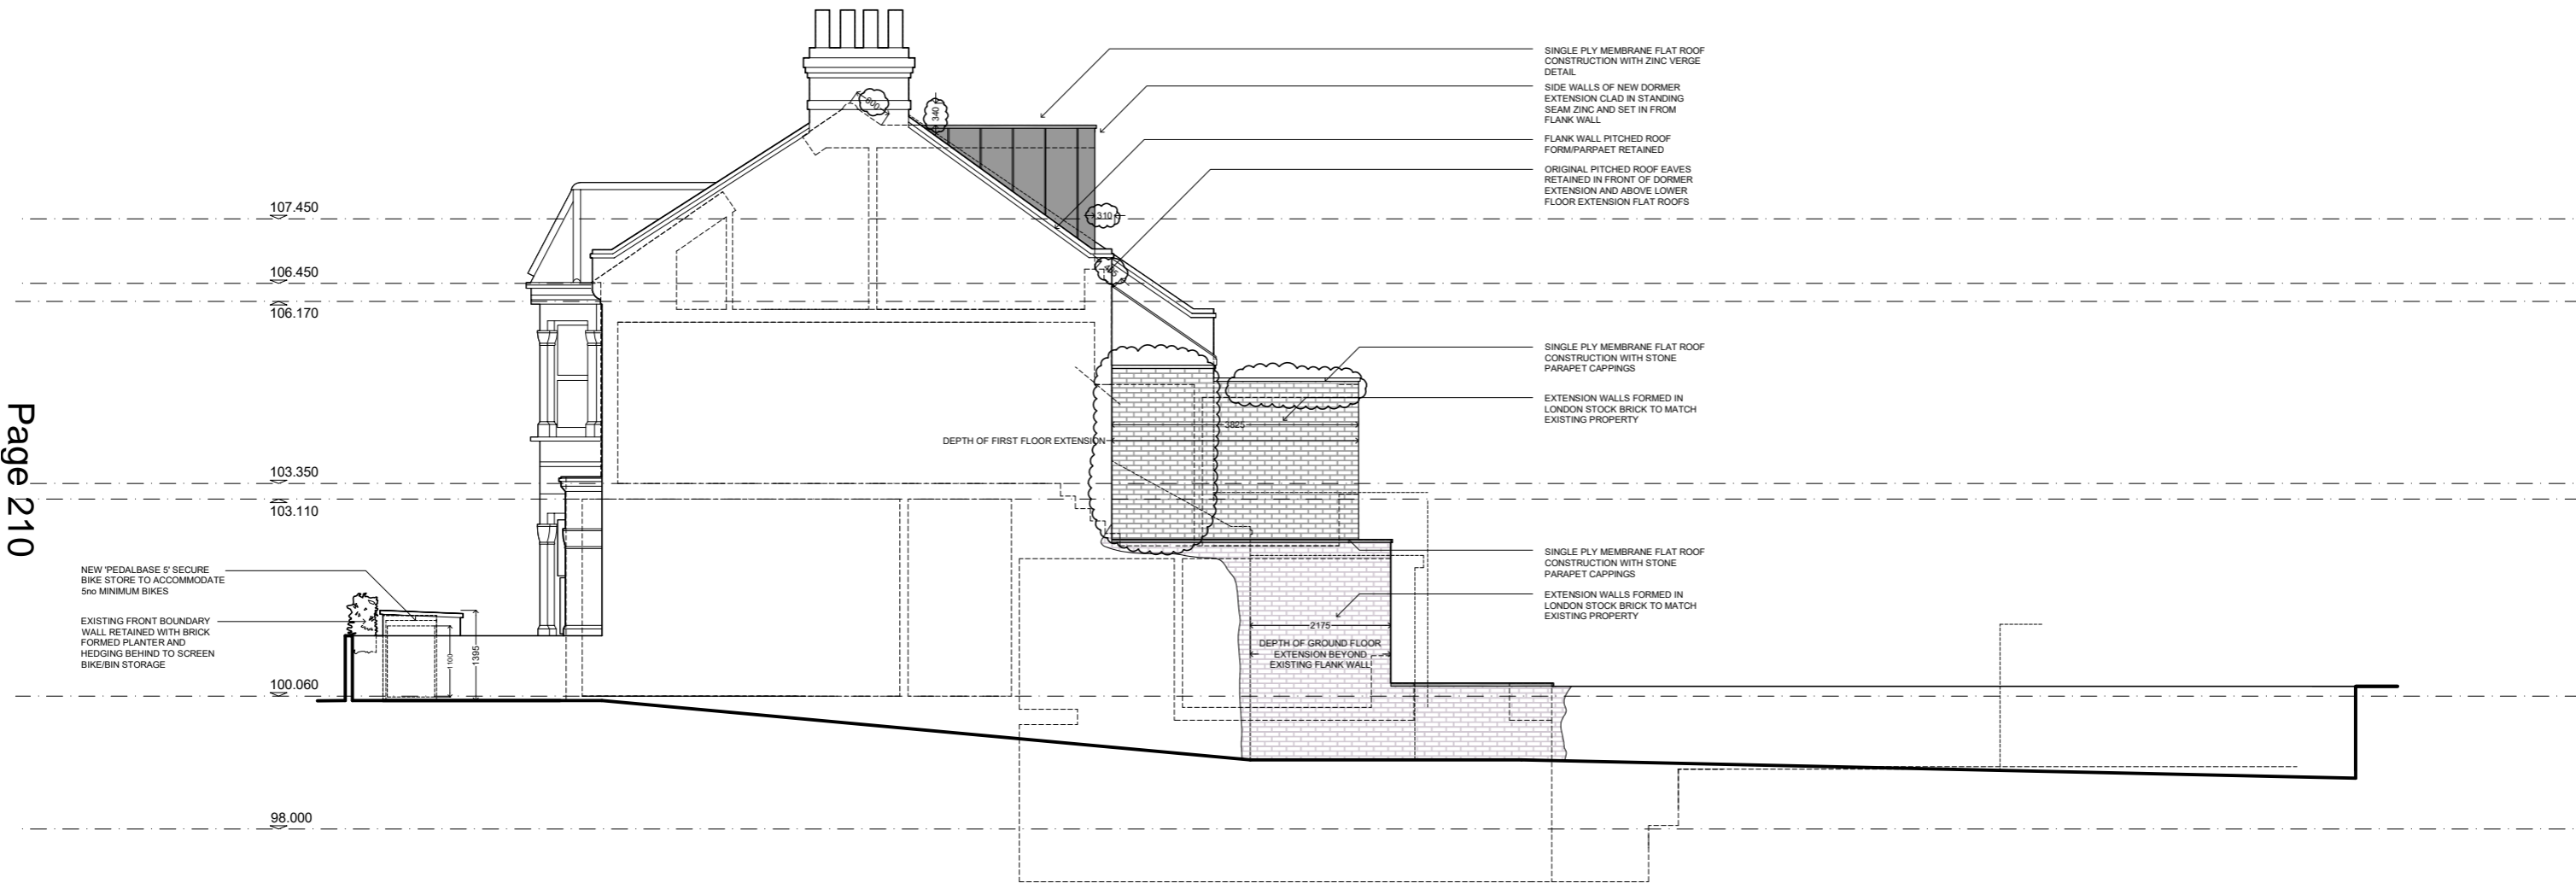 SINGLE PLY MEMBRANE FLAT ROOF
CONSTRUCTION WITH ZINC VERGE
DETAIL
SIDE WALLS OF NEW DORMER
EXTENSION CLAD IN STANDING
SEAM ZINC AND SET IN FROM
FLANK WALL
FLANK WALL PITCHED ROOF
FORM/PARPAET RETAINED
ORIGINAL PITCHED ROOF EAVES
RETAINED IN FRONT OF DORMER
EXTENSION AND ABOVE LOWER
FLOOR EXTENSION FLAT ROOFS
600
340
310
107.450
106.450
106.170
SINGLE PLY MEMBRANE FLAT ROOF
CONSTRUCTION WITH STONE
PARAPET CAPPINGS
EXTENSION WALLS FORMED IN
LONDON STOCK BRICK TO MATCH
EXISTING PROPERTY
3825
DEPTH OF FIRST FLOOR EXTENSION
103.350
103.110
Page 210
NEW 'PEDALBASE 5' SECURE
BIKE STORE TO ACCOMMODATE
5no MINIMUM BIKES
EXISTING FRONT BOUNDARY
WALL RETAINED WITH BRICK
FORMED PLANTER AND
HEDGING BEHIND TO SCREEN
BIKE/BIN STORAGE
1100
1395
SINGLE PLY MEMBRANE FLAT ROOF
CONSTRUCTION WITH STONE
PARAPET CAPPINGS
EXTENSION WALLS FORMED IN
LONDON STOCK BRICK TO MATCH
EXISTING PROPERTY
2175
DEPTH OF GROUND FLOOR
EXTENSION BEYOND
EXISTING FLANK WALL
100.060
98.000